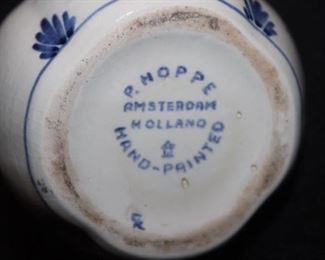 P. HOPPE
AMSTERDAM
HOLLAND
HAND-PAINTED